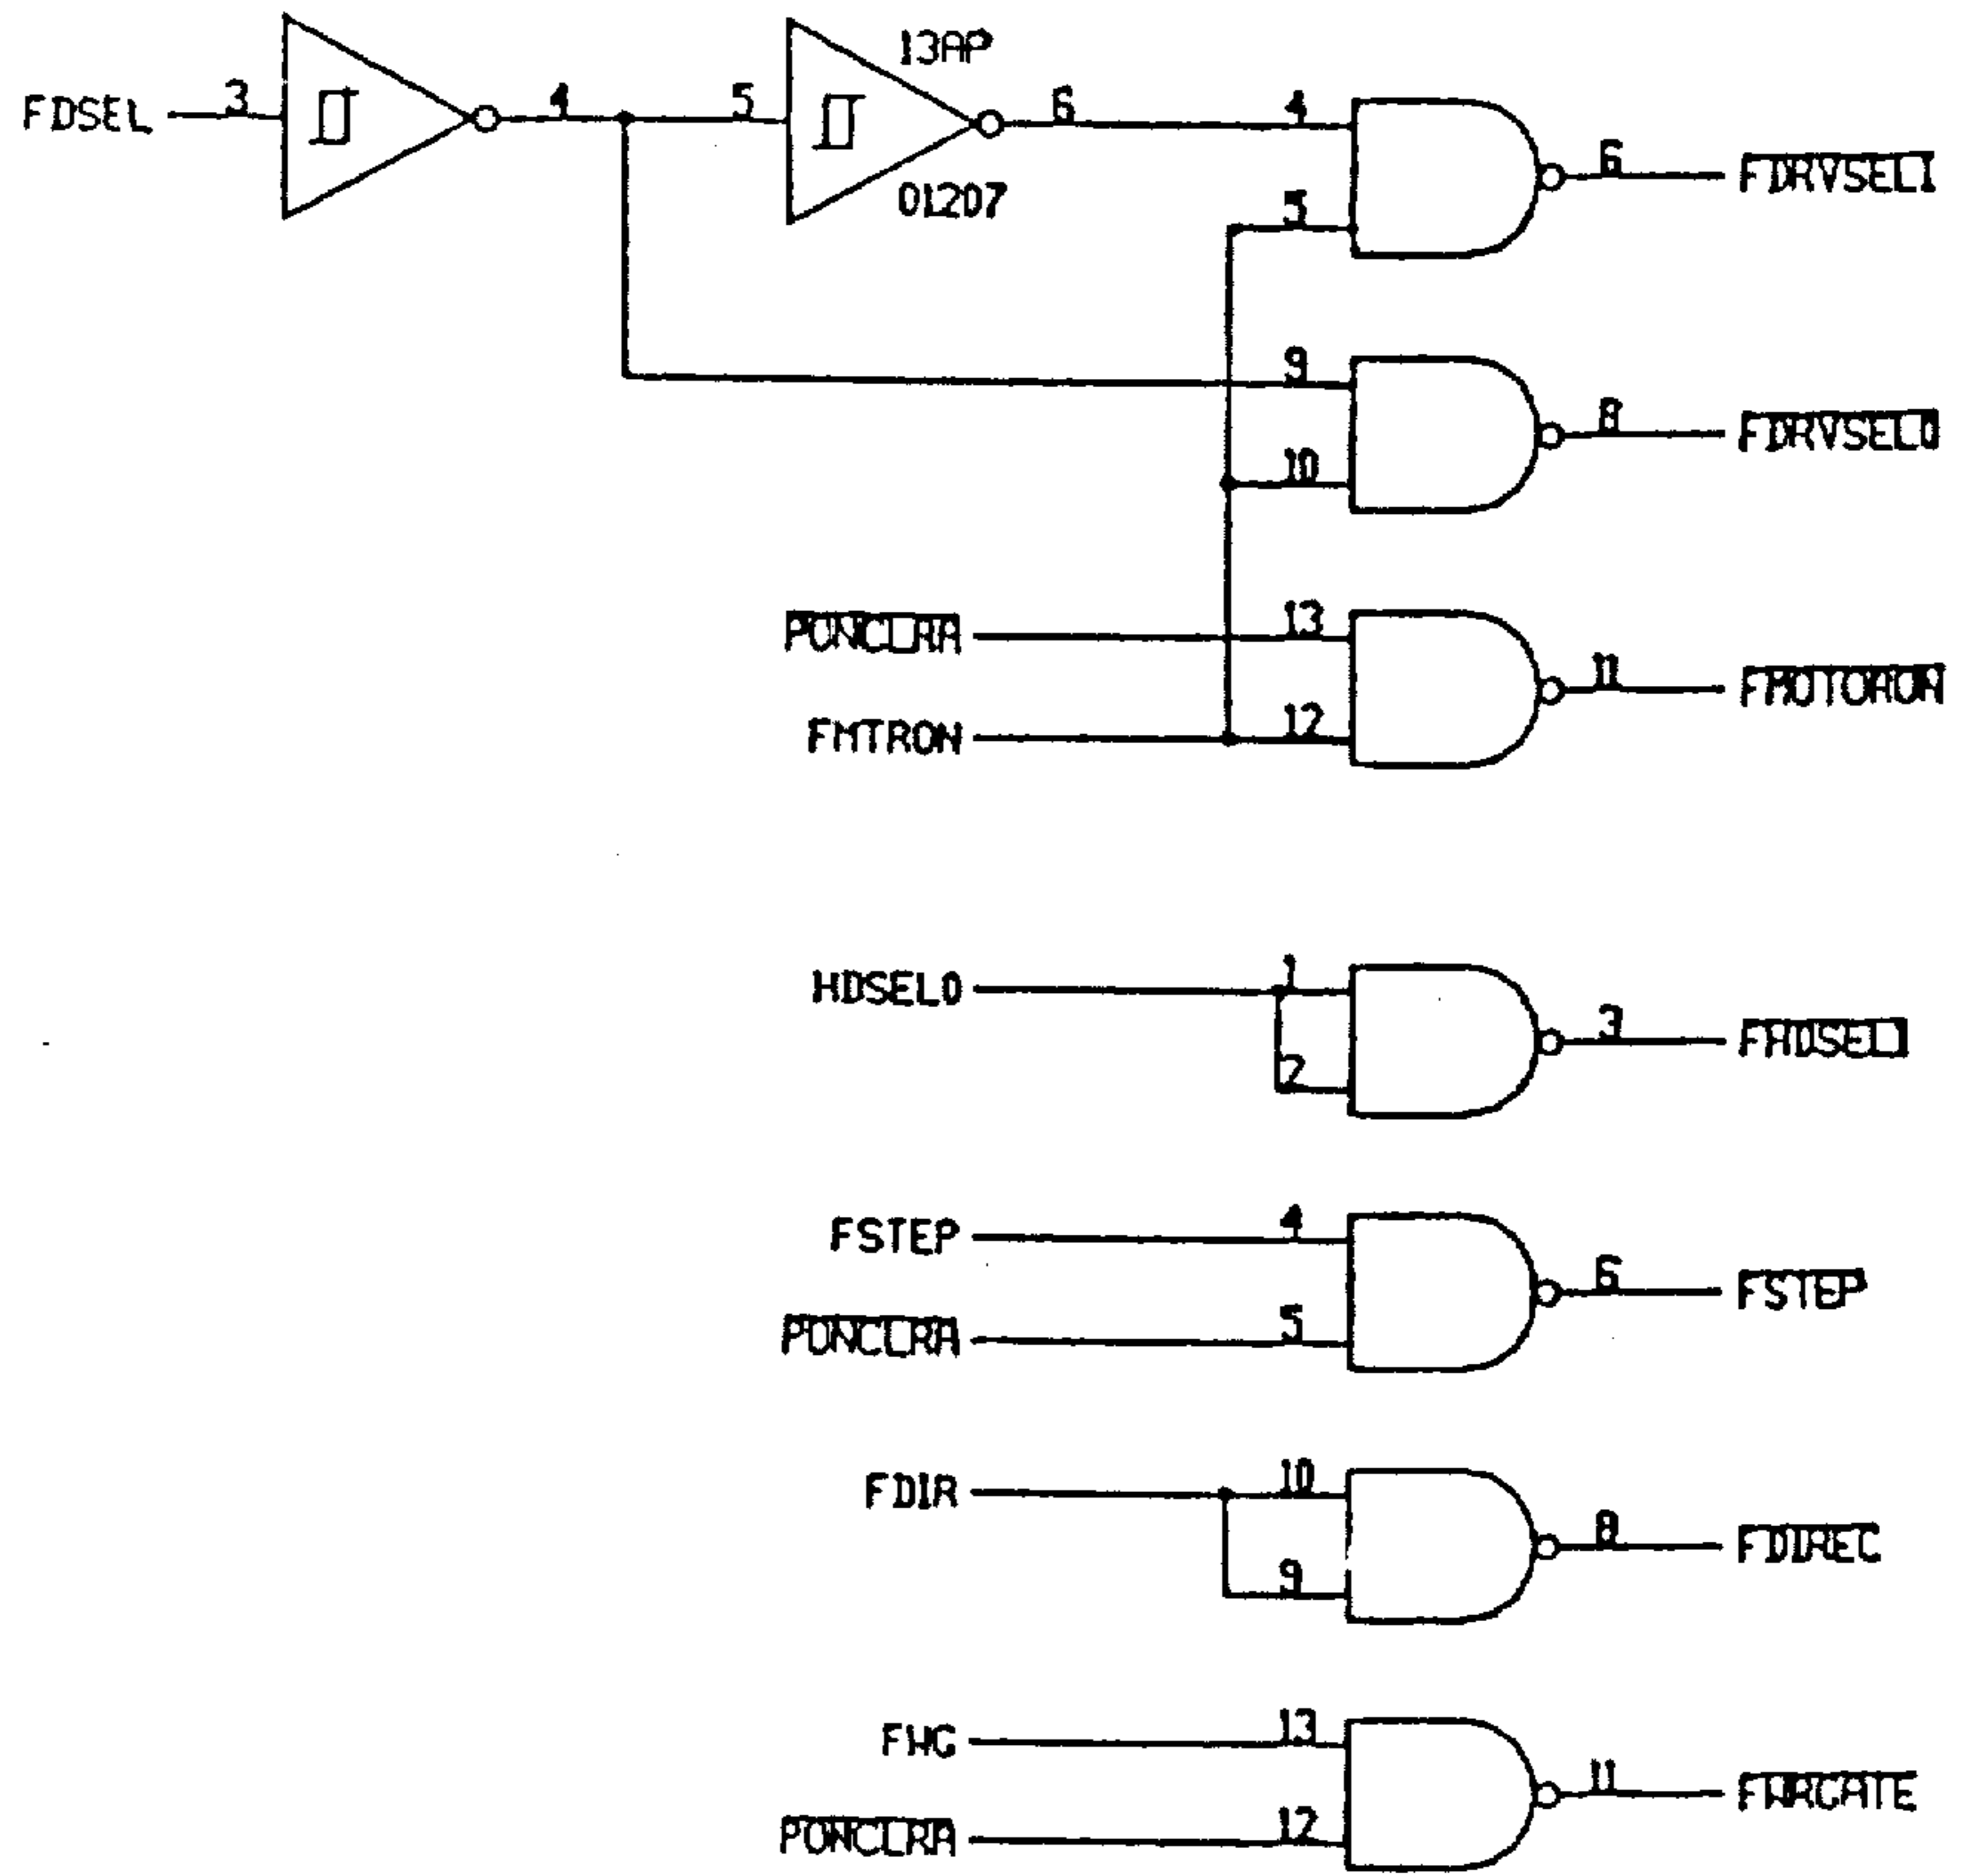 13AP
FDSEL 3 4 5 6 4 6 FDRVSEL1
01207
5
9 8 FDRVSEL0
10
PONCLRA 13 11 FMOTORON
FMTRON 12
HDSEL0 1 3 FHDSEL1
2
FSTEP 4 6 FSTEP
PONCLRA 5
FDIR 10 8 FDIREC
9
FWG 13 11 FWRGATE
PONCLRA 12